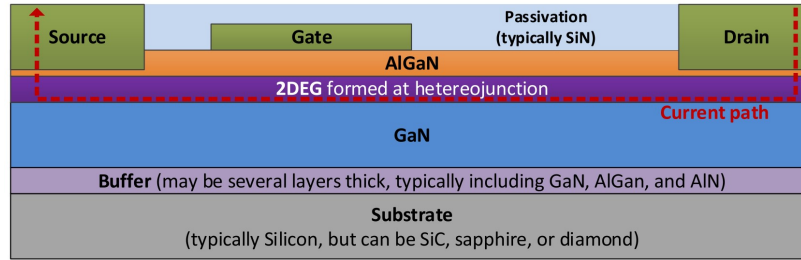 Source
Gate
Passivation
(typically SiN)
Drain
AlGaN
2DEG formed at hetereojunction
Current path
GaN
Buffer (may be several layers thick, typically including GaN, AlGan, and AlN)
Substrate
(typically Silicon, but can be SiC, sapphire, or diamond)